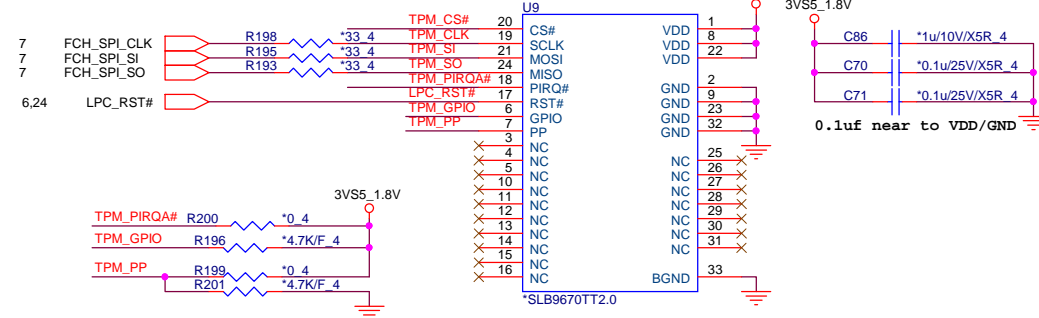 U9
3VS5_1.8V
7 FCH_SPI_CLK R198 *33_4 TPM_CLK
7 FCH_SPI_SI R195 *33_4 TPM_SI
7 FCH_SPI_SO R193 *33_4 TPM_SO
6,24 LPC_RST# LPC_RST#
TPM_CS#
TPM_PIRQA#
TPM_GPIO
TPM_PP
20 CS#
19 SCLK
21 MOSI
24 MISO
18 PIRQ#
17 RST#
6 GPIO
7 PP
3 NC
4 NC
5 NC
10 NC
11 NC
12 NC
13 NC
14 NC
15 NC
16 NC
VDD 1
VDD 8
VDD 22
GND 2
GND 9
GND 23
GND 32
NC 25
NC 26
NC 27
NC 28
NC 29
NC 30
NC 31
BGND 33
*SLB9670TT2.0
C86 *1u/10V/X5R_4
C70 *0.1u/25V/X5R_4
C71 *0.1u/25V/X5R_4
0.1uf near to VDD/GND
3VS5_1.8V
TPM_PIRQA# R200 *0_4
TPM_GPIO R196 *4.7K/F_4
TPM_PP R199 *0_4
R201 *4.7K/F_4